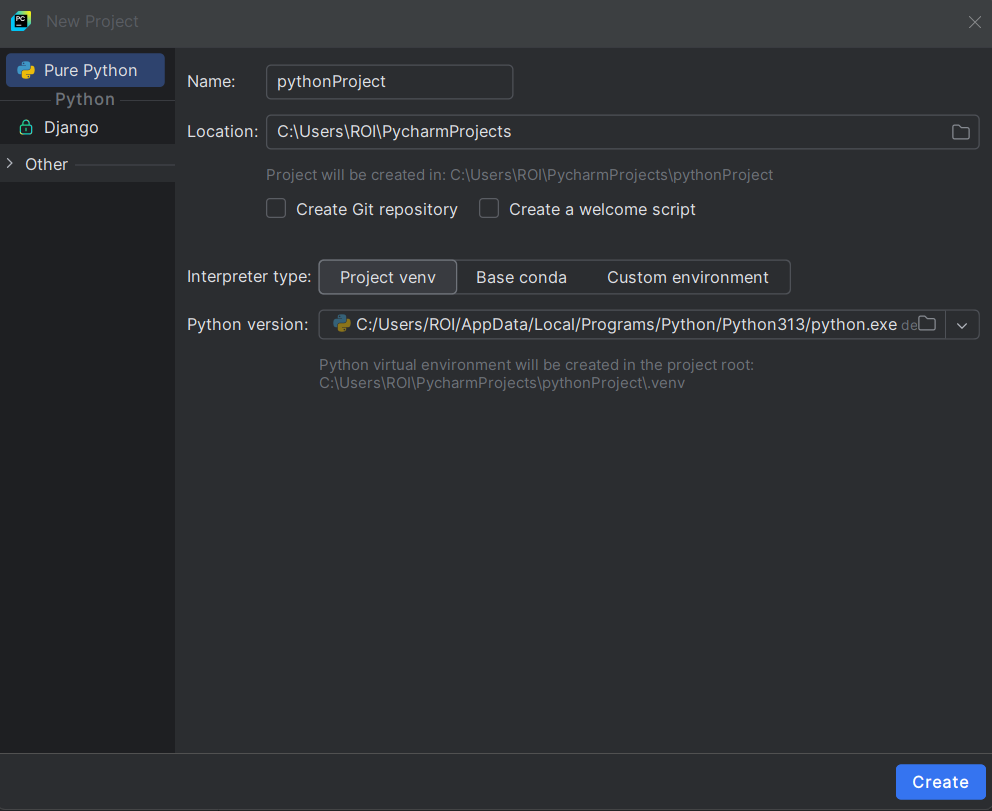 New Project
Pure Python
Python
Django
Other
Name: pythonProject
Location: C:\Users\ROI\PycharmProjects
Project will be created in: C:\Users\ROI\PycharmProjects\pythonProject
Create Git repository Create a welcome script
Interpreter type: Project venv Base conda Custom environment
Python version: C:/Users/ROI/AppData/Local/Programs/Python/Python313/python.exe de
Python virtual environment will be created in the project root:
C:\Users\ROI\PycharmProjects\pythonProject\.venv
Create